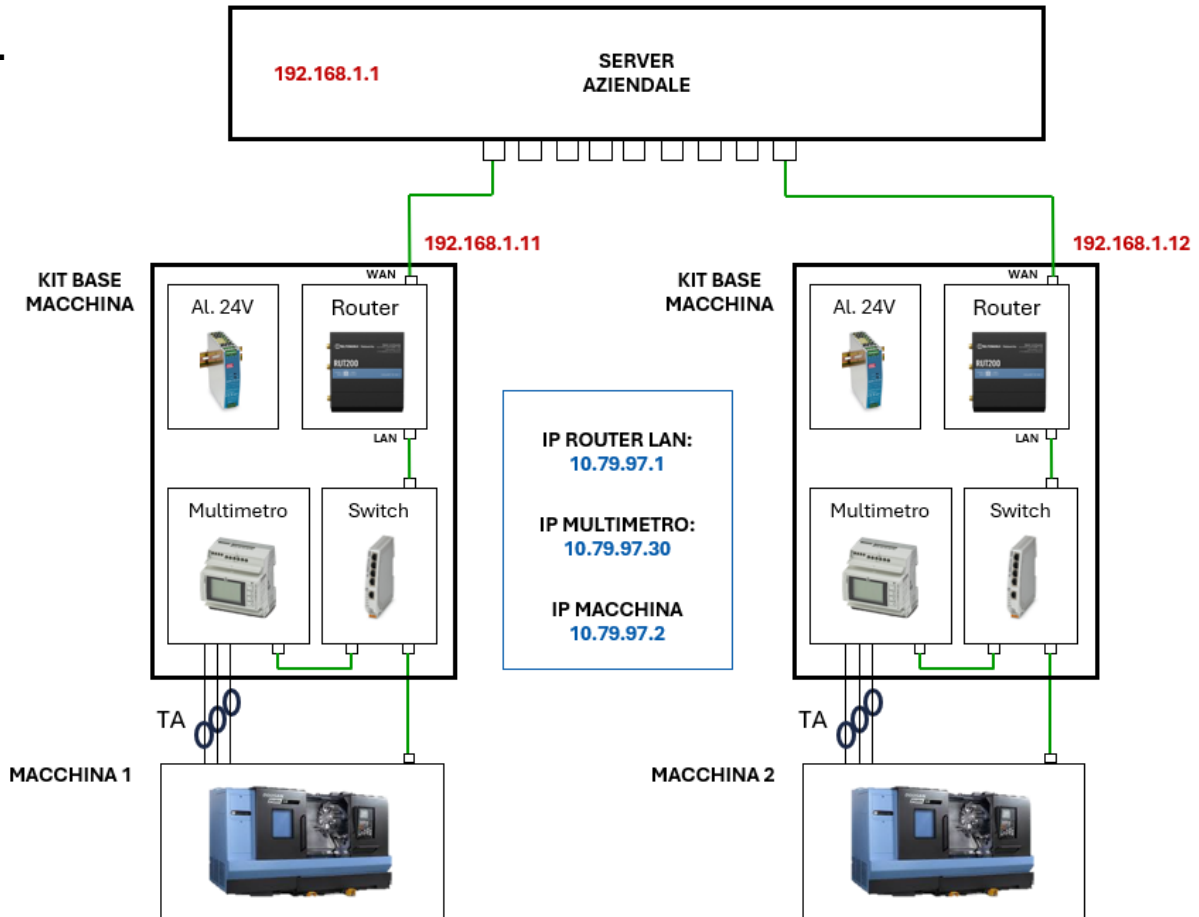 192.168.1.1
SERVER
AZIENDALE
192.168.1.11
192.168.1.12
KIT BASE
MACCHINA
WAN
Al. 24V
Router
RUT200
LAN
Multimetro
Switch
TA
MACCHINA 1
IP ROUTER LAN:
10.79.97.1
IP MULTIMETRO:
10.79.97.30
IP MACCHINA
10.79.97.2
KIT BASE
MACCHINA
WAN
Al. 24V
Router
RUT200
LAN
Multimetro
Switch
TA
MACCHINA 2